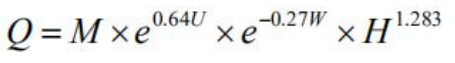 Q = M × e^{0.64U} × e^{-0.27W} × H^{1.283}